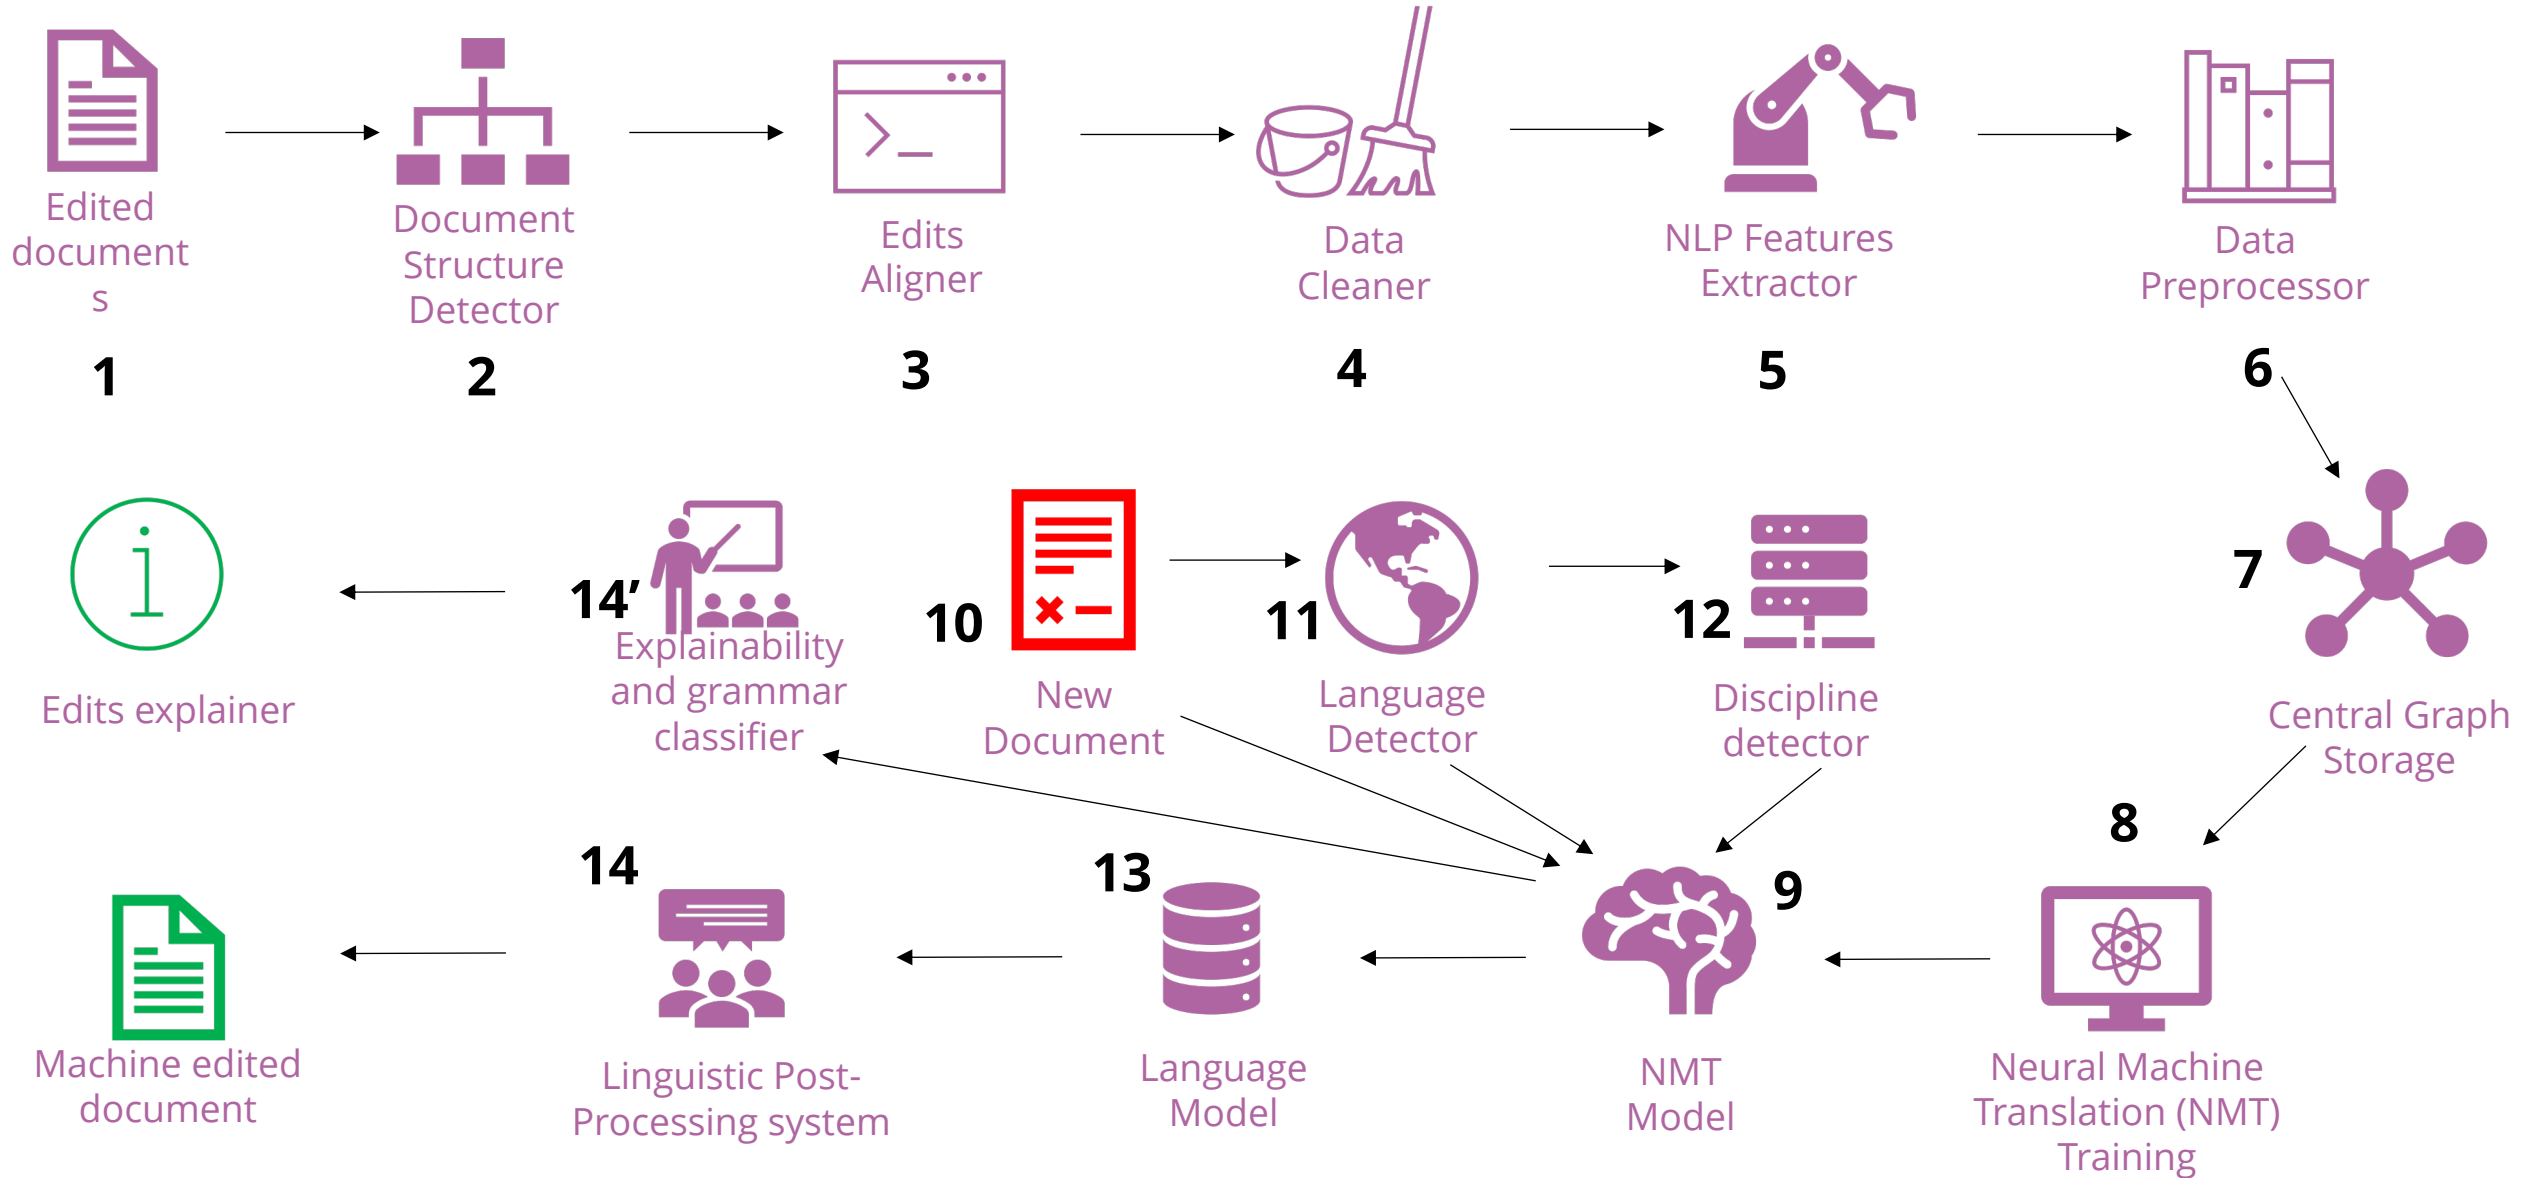 Edited
document
s
1
Document
Structure
Detector
2
Edits
Aligner
3
Data
Cleaner
4
NLP Features
Extractor
5
Data
Preprocessor
6
Edits explainer
14’
Explainability
and grammar
classifier
10
New
Document
11
Language
Detector
12
Discipline
detector
7
Central Graph
Storage
Machine edited
document
14
Linguistic Post-
Processing system
13
Language
Model
9
NMT
Model
8
Neural Machine
Translation (NMT)
Training